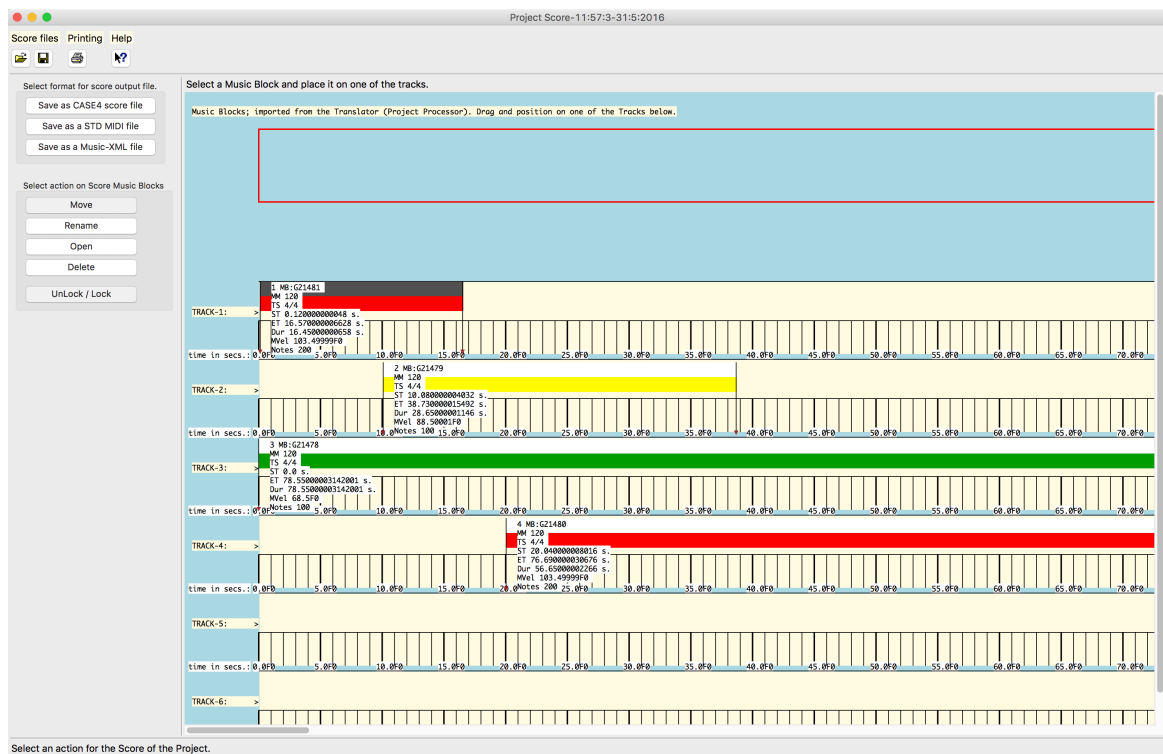 Project Score-11:57:3-31:5:2016
Score files Printing Help
Select format for score output file.
Save as CASE4 score file
Save as a STD MIDI file
Save as a Music-XML file
Select action on Score Music Blocks
Move
Rename
Open
Delete
UnLock / Lock
Select a Music Block and place it on one of the tracks.
Music Blocks; imported from the Translator (Project Processor). Drag and position on one of the Tracks below.
1 MB:G21481
MM 120
TS 4/4
TRACK-1: >
ST 0.120000000048 s.
ET 16.570000006628 s.
Dur 16.450000000658 s.
MVel 103.49999F0
Notes 200
time in secs.: 0.0F0 5.0F0 10.0F0 15.0F0 20.0F0 25.0F0 30.0F0 35.0F0 40.0F0 45.0F0 50.0F0 55.0F0 60.0F0 65.0F0 70.0F0
2 MB:G21479
MM 120
TS 4/4
TRACK-2: >
ST 10.080000004032 s.
ET 38.730000015492 s.
Dur 28.65000001146 s.
MVel 88.50001F0
Notes 100
time in secs.: 0.0F0 5.0F0 10.0 15.0F0 20.0F0 25.0F0 30.0F0 35.0F0 40.0F0 45.0F0 50.0F0 55.0F0 60.0F0 65.0F0 70.0F0
3 MB:G21478
MM 120
TS 4/4
TRACK-3: >
ST 0.0 s.
ET 78.55000003142001 s.
Dur 78.55000003142001 s.
MVel 68.5F0
Notes 100
time in secs.: 0.0F0 5.0F0 10.0F0 15.0F0 20.0F0 25.0F0 30.0F0 35.0F0 40.0F0 45.0F0 50.0F0 55.0F0 60.0F0 65.0F0 70.0F0
4 MB:G21480
MM 120
TS 4/4
TRACK-4: >
ST 20.040000008016 s.
ET 76.690000030676 s.
Dur 56.65000002266 s.
MVel 103.49999F0
Notes 200
time in secs.: 0.0F0 5.0F0 10.0F0 15.0F0 20.0 25.0F0 30.0F0 35.0F0 40.0F0 45.0F0 50.0F0 55.0F0 60.0F0 65.0F0 70.0F0
TRACK-5: >
time in secs.: 0.0F0 5.0F0 10.0F0 15.0F0 20.0F0 25.0F0 30.0F0 35.0F0 40.0F0 45.0F0 50.0F0 55.0F0 60.0F0 65.0F0 70.0F0
TRACK-6: >
Select an action for the Score of the Project.